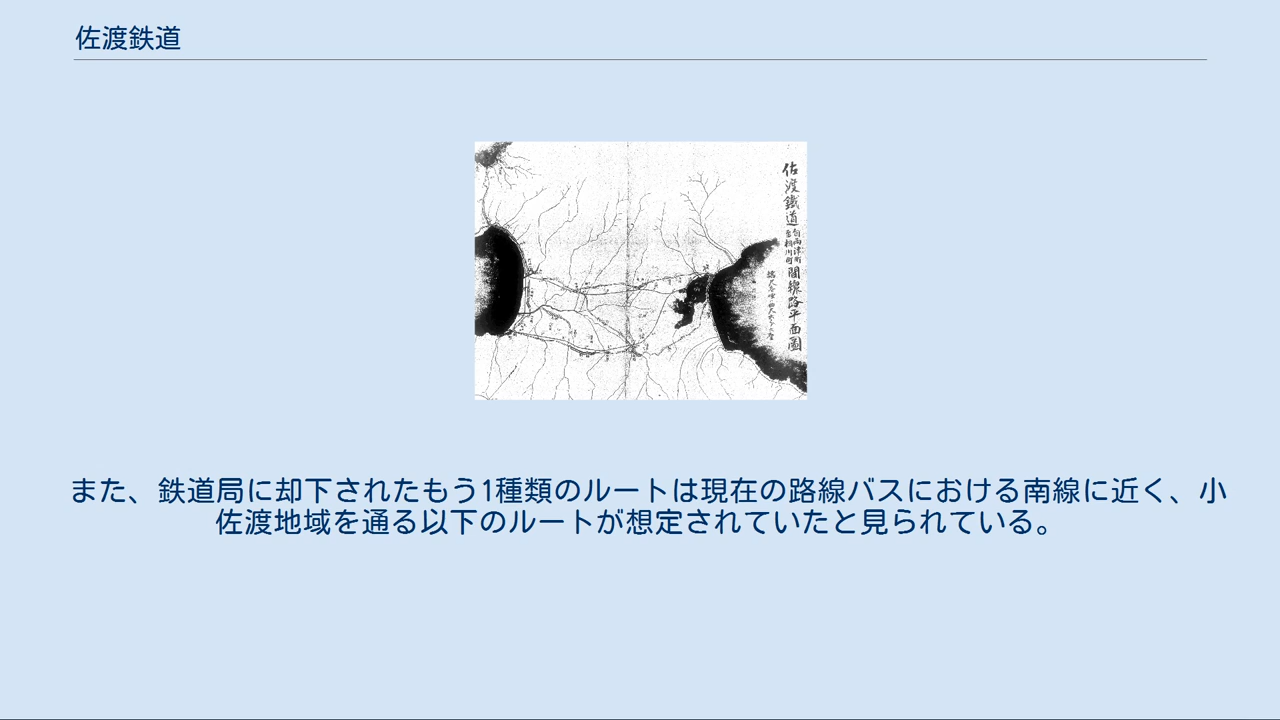 佐渡鉄道
佐渡鐵道
間線路平面圖
また、鉄道局に却下されたもう1種類のルートは現在の路線バスにおける南線に近く、小
佐渡地域を通る以下のルートが想定されていたと見られている。